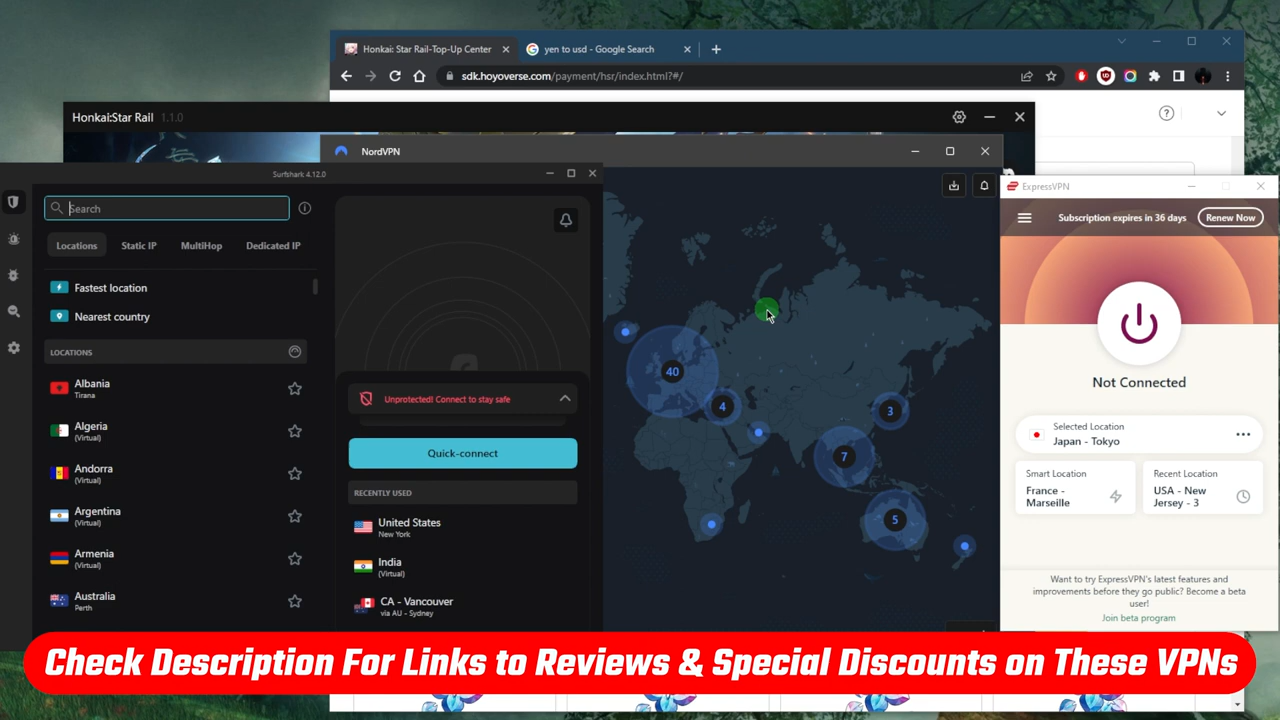 Honkai: Star Rail-Top-Up Center
yen to usd - Google Search
sdk.hoyoverse.com/payment/hsr/index.html?#/
Honkai:Star Rail 1.1.0
NordVPN
Surfshark 4.12.0
Search
Locations
Static IP
MultiHop
Dedicated IP
Fastest location
Nearest country
LOCATIONS
Albania
Tirana
Algeria
(Virtual)
Andorra
(Virtual)
Argentina
(Virtual)
Armenia
(Virtual)
Australia
Perth
Unprotected! Connect to stay safe
Quick-connect
RECENTLY USED
United States
New York
India
(Virtual)
CA - Vancouver
via AU - Sydney
40
4
3
7
5
ExpressVPN
Subscription expires in 36 days
Renew Now
Not Connected
Selected Location
Japan - Tokyo
Smart Location
France -
Marseille
Recent Location
USA - New
Jersey - 3
Want to try ExpressVPN's latest features and
improvements before they go public? Become a beta
user!
Join beta program
Check Description For Links to Reviews & Special Discounts on These VPNs